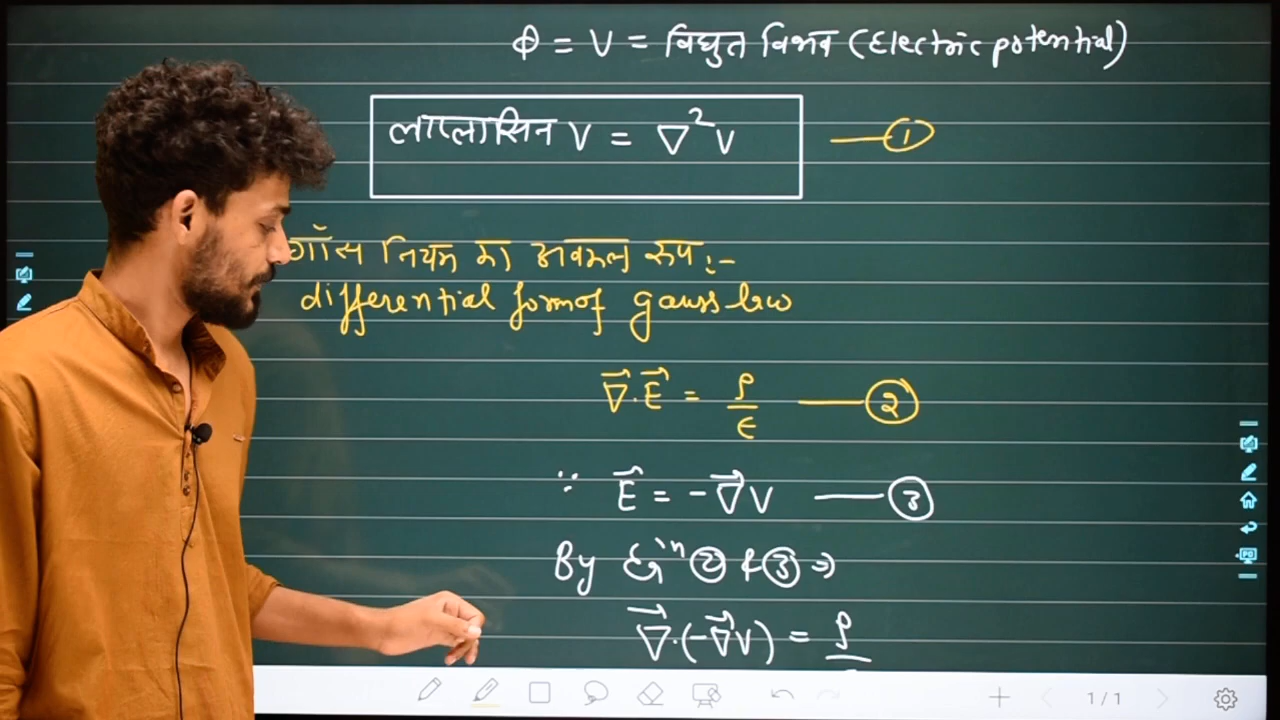 Φ = V = विद्युत विभव (Electric potential)
लाप्लासिन V = ∇²V —①
गॉस नियम का अवकल रूप:-
differential form of gauss law
∇⃗.E⃗ = ρ/ε —②
∵ E⃗ = -∇⃗V —③
By Eqⁿ ② & ③ ⇒
∇⃗.(-∇⃗V) = ρ
1/1